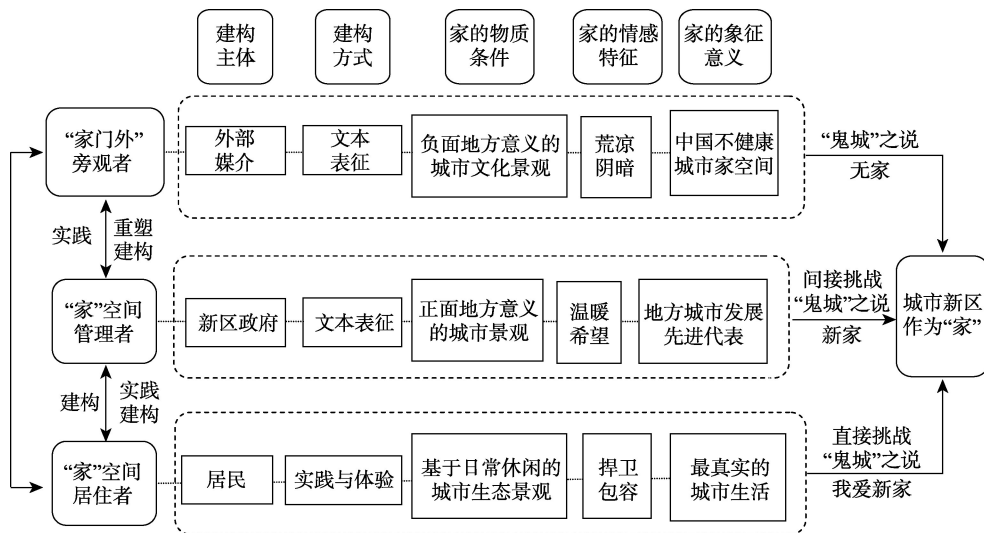 建构
主体
建构
方式
家的物质
条件
家的情感
特征
家的象征
意义
“家门外”
旁观者
外部
媒介
文本
表征
负面地方意义的
城市文化景观
荒凉
阴暗
中国不健康
城市家空间
“鬼城”之说
无家
实践
重塑
建构
“家”空间
管理者
新区政府
文本表征
正面地方意义
的城市景观
温暖
希望
地方城市发展
先进代表
间接挑战
“鬼城”之说
新家
城市新区
作为“家”
建构
实践
建构
“家”空间
居住者
居民
实践与体验
基于日常休闲的
城市生态景观
捍卫
包容
最真实的
城市生活
直接挑战
“鬼城”之说
我爱新家